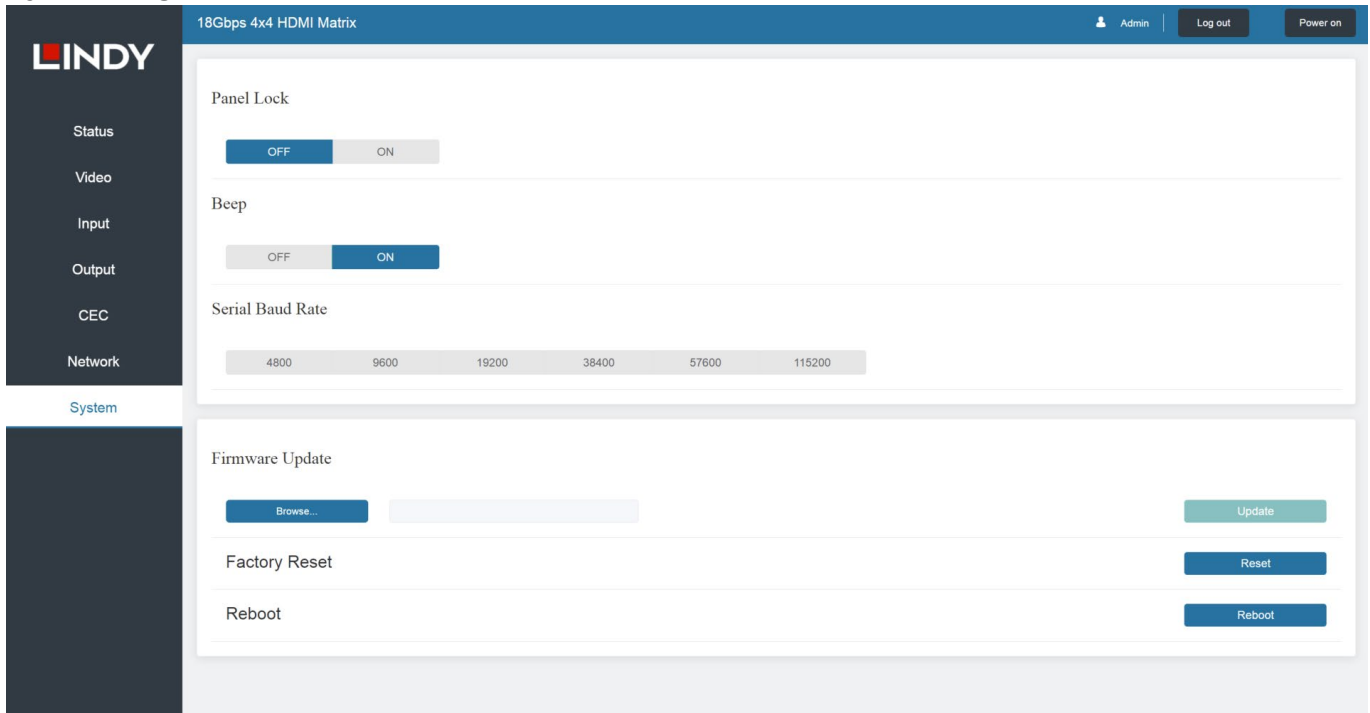 18Gbps 4x4 HDMI Matrix Admin Log out Power on
LINDY
Status
Video
Input
Output
CEC
Network
System
Panel Lock
OFF ON
Beep
OFF ON
Serial Baud Rate
4800 9600 19200 38400 57600 115200
Firmware Update
Browse... Update
Factory Reset Reset
Reboot Reboot